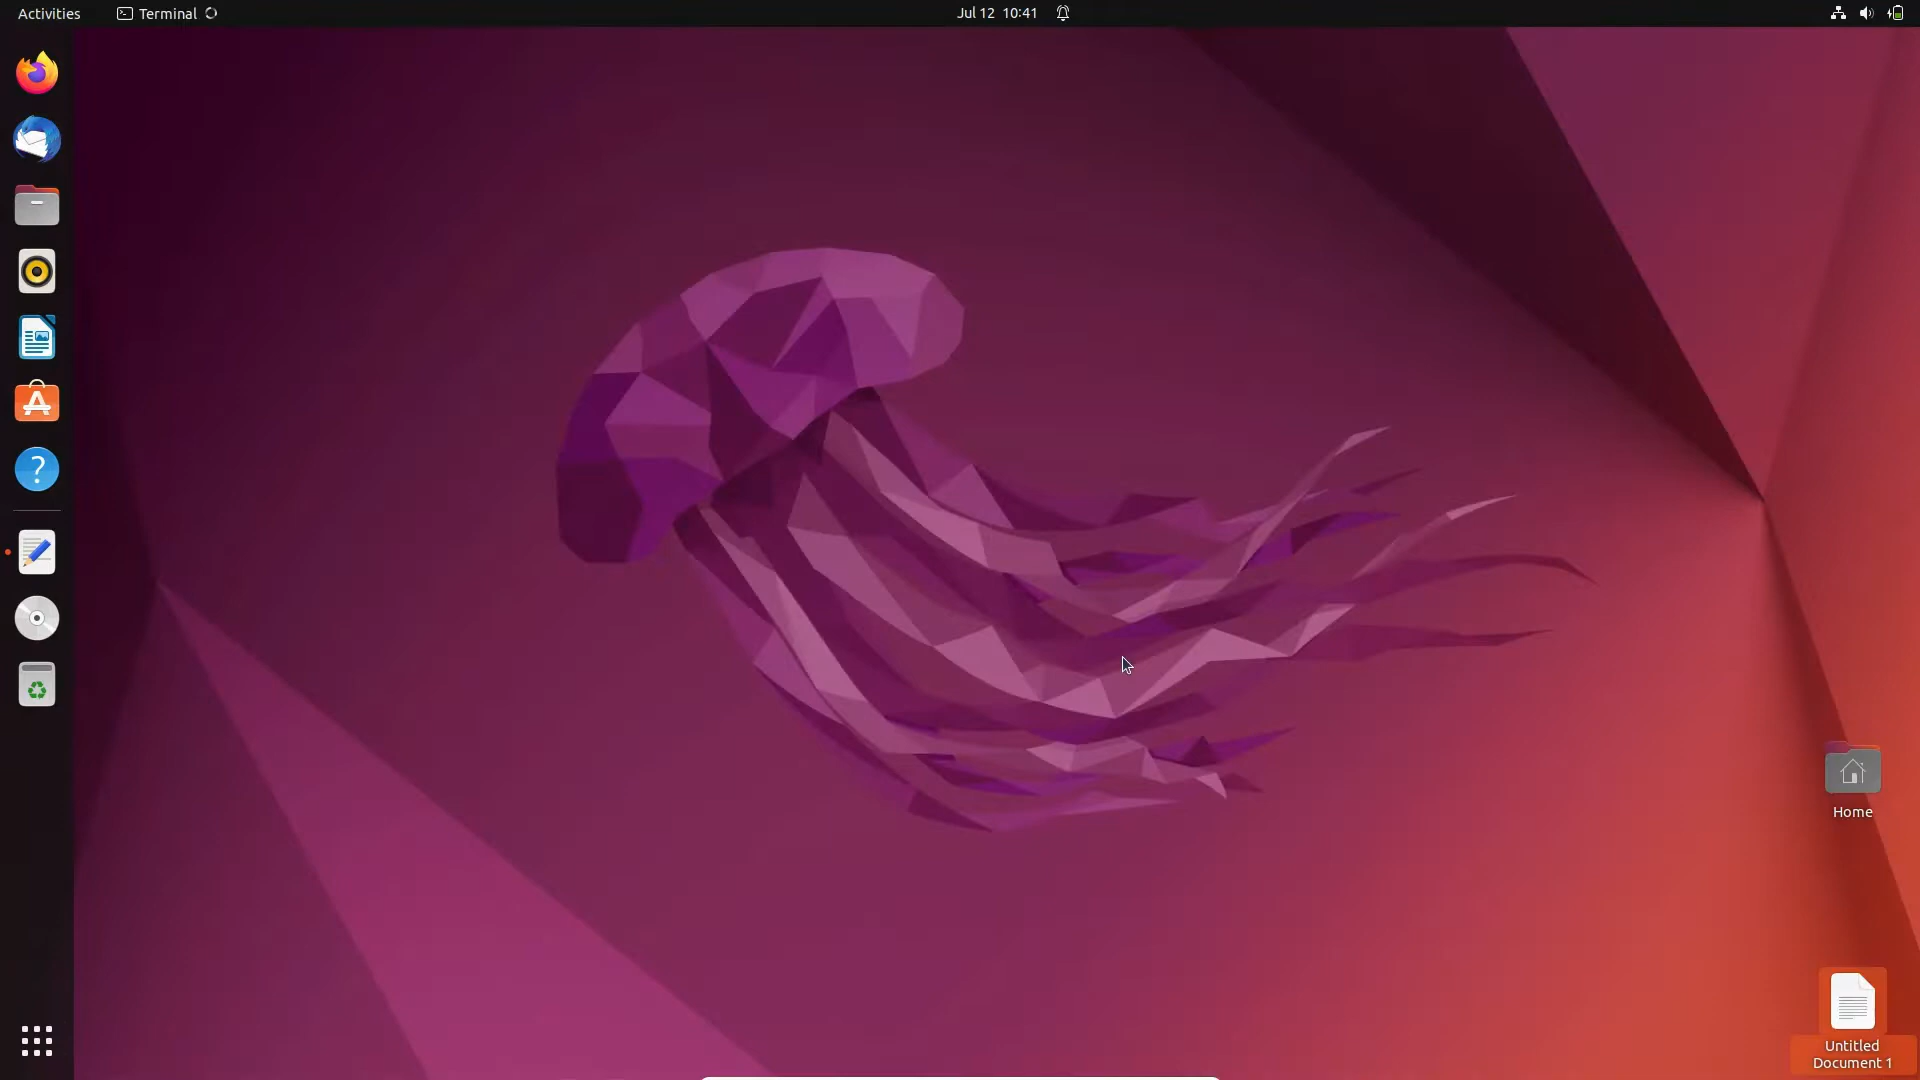 Activities
Terminal
Jul 12 10:41
Home
Untitled
Document 1